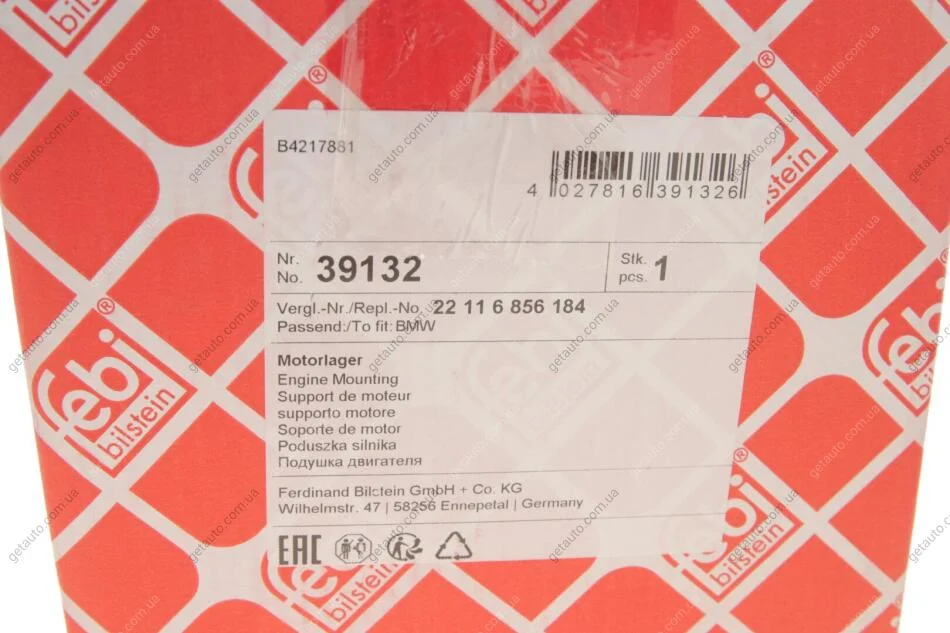 B4217881
4 027816 391326
Nr.
No. 39132
Stk.
pcs. 1
Vergl.-Nr./Repl.-No. 22 11 6 856 184
Passend:/To fit: BMW
Motorlager
Engine Mounting
Support de moteur
supporto motore
Soporte de motor
Poduszka silnika
Подушка двигателя
Ferdinand Bilstein GmbH + Co. KG
Wilhelmstr. 47 | 58256 Ennepetal | Germany
EAC
febi
bilstein
getauto.com.ua